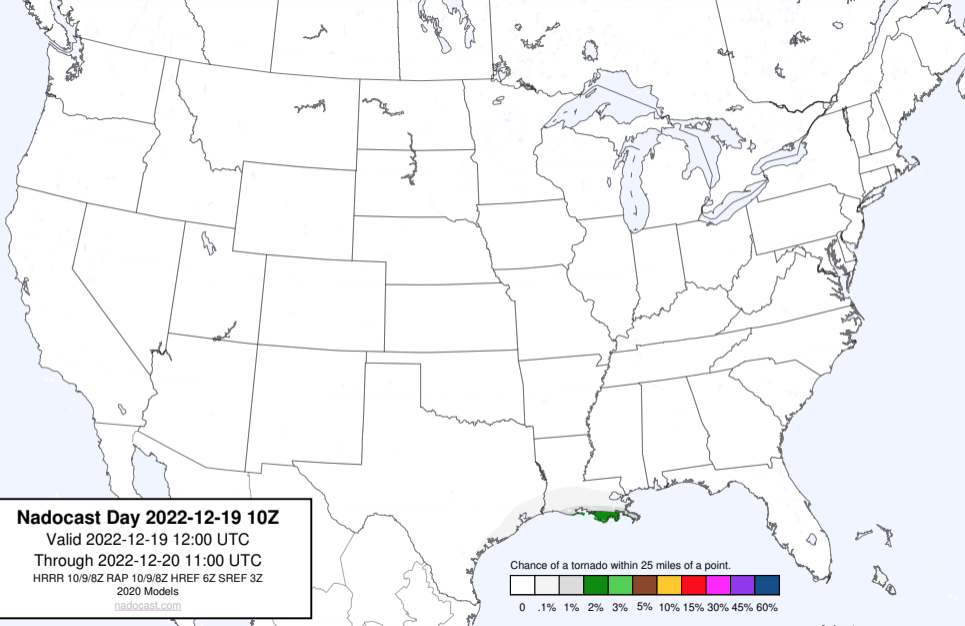 Nadocast Day 2022-12-19 10Z
Valid 2022-12-19 12:00 UTC
Through 2022-12-20 11:00 UTC
HRRR 10/9/8Z RAP 10/9/8Z HREF 6Z SREF 3Z
2020 Models
nadocast.com
Chance of a tornado within 25 miles of a point.
0 .1% 1% 2% 3% 5% 10% 15% 30% 45% 60%